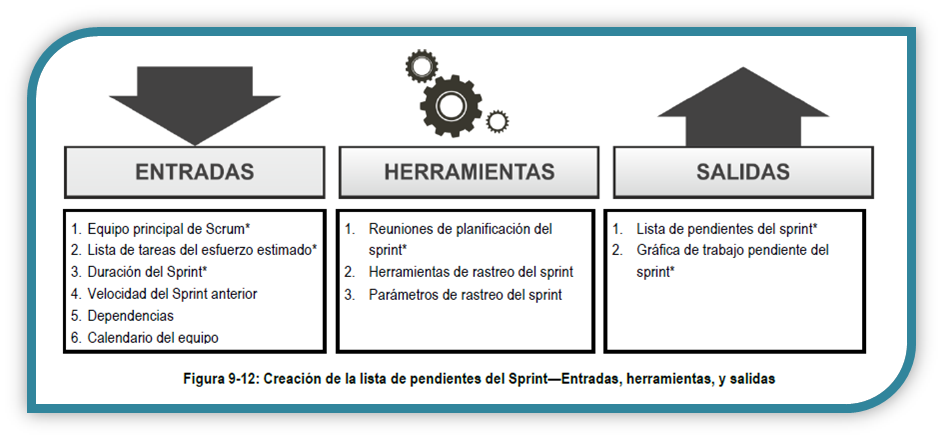 ENTRADAS
1. Equipo principal de Scrum*
2. Lista de tareas del esfuerzo estimado*
3. Duración del Sprint*
4. Velocidad del Sprint anterior
5. Dependencias
6. Calendario del equipo
HERRAMIENTAS
1. Reuniones de planificación del
sprint*
2. Herramientas de rastreo del sprint
3. Parámetros de rastreo del sprint
SALIDAS
1. Lista de pendientes del sprint*
2. Gráfica de trabajo pendiente del
sprint*
Figura 9-12: Creación de la lista de pendientes del Sprint—Entradas, herramientas, y salidas